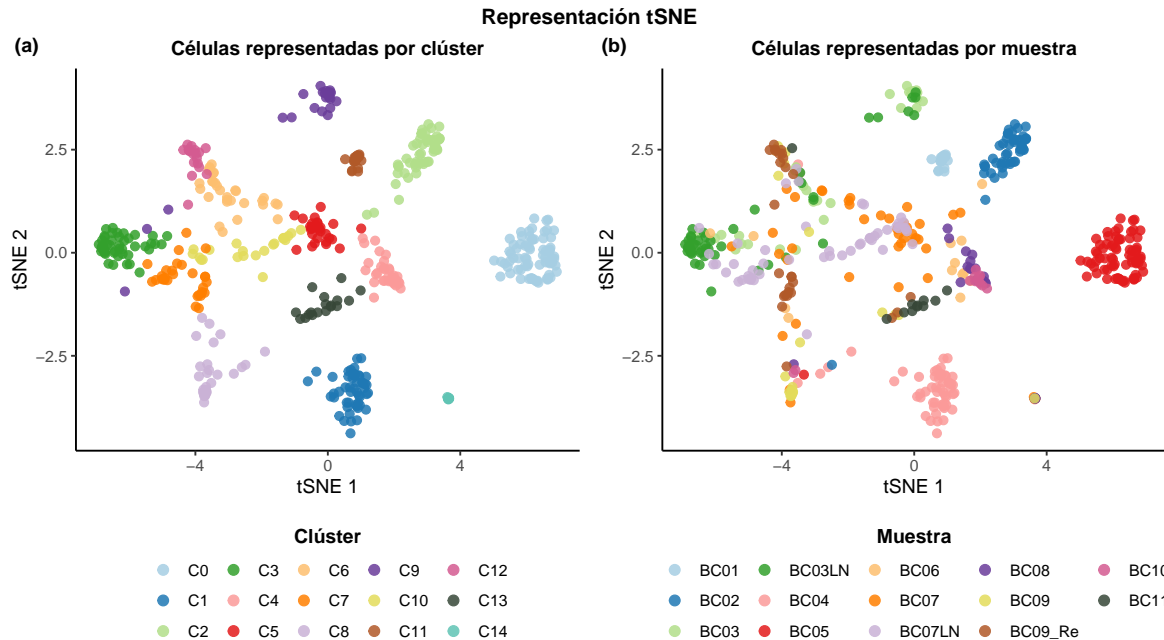 Representación tSNE
(a) Células representadas por clúster
(b) Células representadas por muestra
tSNE 2
2.5
0.0
−2.5
−4 0 4
tSNE 1
tSNE 2
2.5
0.0
−2.5
−4 0 4
tSNE 1
Clúster
C0 C3 C6 C9 C12
C1 C4 C7 C10 C13
C2 C5 C8 C11 C14
Muestra
BC01 BC03LN BC06 BC08 BC10
BC02 BC04 BC07 BC09 BC11
BC03 BC05 BC07LN BC09_Re